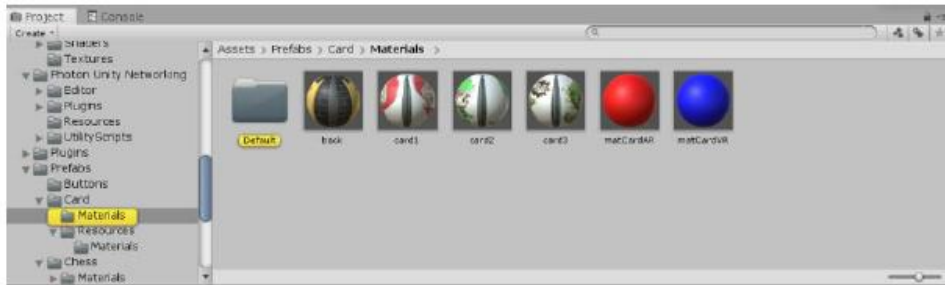 Project Console
Create
Shaders
Textures
Photon Unity Networking
Editor
Plugins
Resources
UtilityScripts
Plugins
Prefabs
Buttons
Card
Materials
Resources
Materials
Chess
Materials
Assets > Prefabs > Card > Materials >
Default back card1 card2 card3 matCardAR matCardVR